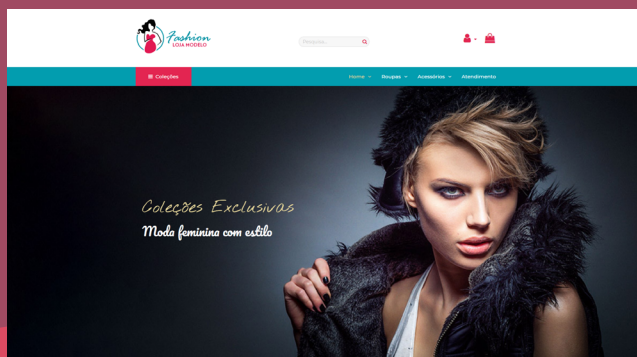 Fashion
LOJA MODELO
Pesquisa...
Coleções
Home
Roupas
Acessórios
Atendimento
Coleções Exclusivas
Moda feminina com estilo